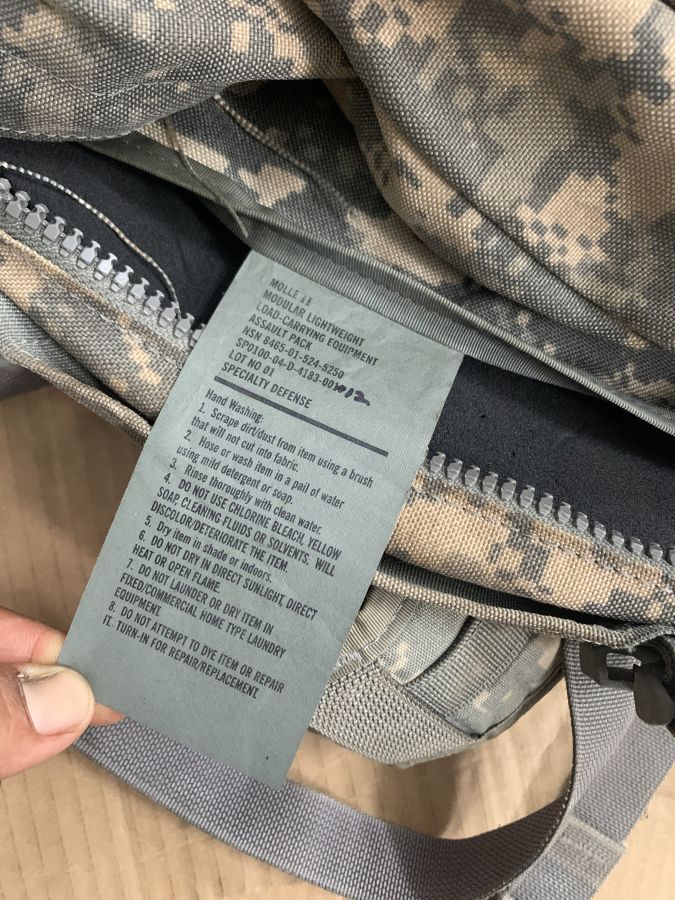 MOLLE II
MODULAR LIGHTWEIGHT
LOAD-CARRYING EQUIPMENT
ASSAULT PACK
NSN 8465-01-524-5250
SPO100-04-D-4183-001
LOT NO 01
SPECIALTY DEFENSE
Hand Washing:
1. Scrape dirt/dust from item using a brush
that will not cut into fabric.
2. Hose or wash item in a pail of water
using mild detergent or soap.
3. Rinse thoroughly with clean water.
4. DO NOT USE CHLORINE BLEACH, YELLOW
SOAP, CLEANING FLUIDS OR SOLVENTS. WILL
DISCOLOR/DETERIORATE THE ITEM.
5. Dry item in shade or indoors.
6. DO NOT DRY IN DIRECT SUNLIGHT, DIRECT
HEAT OR OPEN FLAME.
7. DO NOT LAUNDER OR DRY ITEM IN
FIXED/COMMERCIAL HOME TYPE LAUNDRY
EQUIPMENT.
8. DO NOT ATTEMPT TO DYE ITEM OR REPAIR
IT. TURN-IN FOR REPAIR/REPLACEMENT.